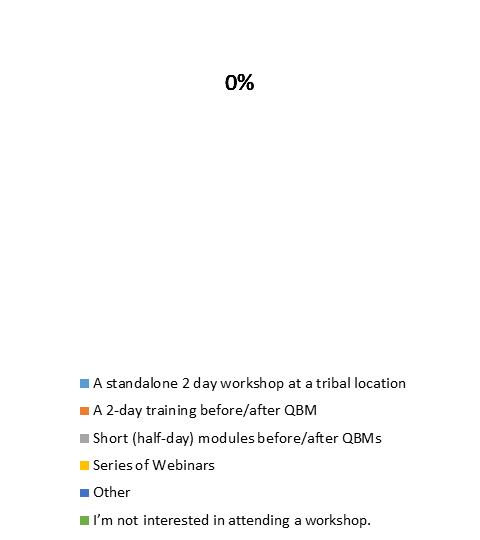 0%
A standalone 2 day workshop at a tribal location
A 2-day training before/after QBM
Short (half-day) modules before/after QBMs
Series of Webinars
Other
I’m not interested in attending a workshop.